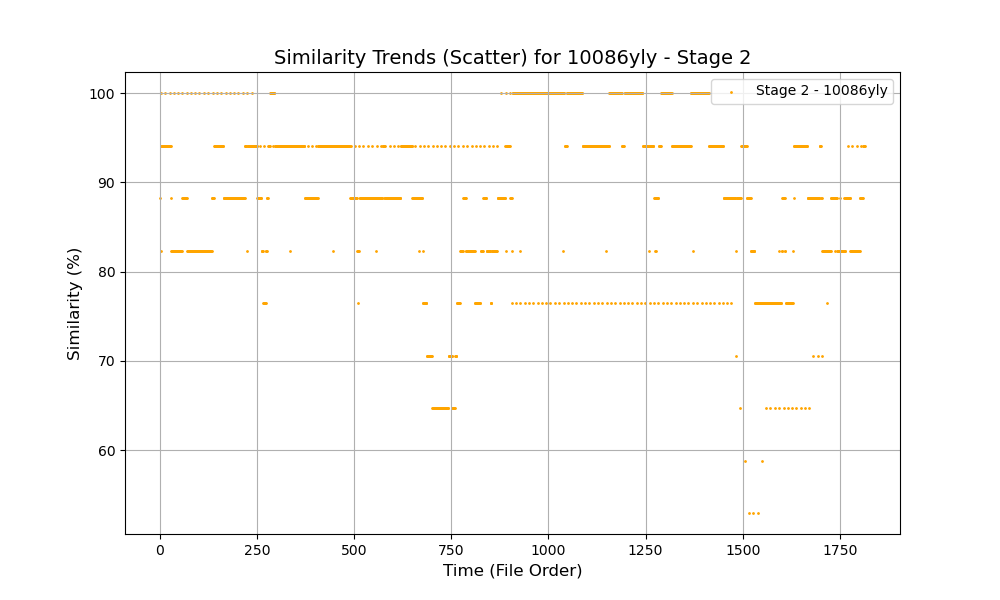 Similarity Trends (Scatter) for 10086yly - Stage 2
Stage 2 - 10086yly
Similarity (%)
100
90
80
70
60
0 250 500 750 1000 1250 1500 1750
Time (File Order)